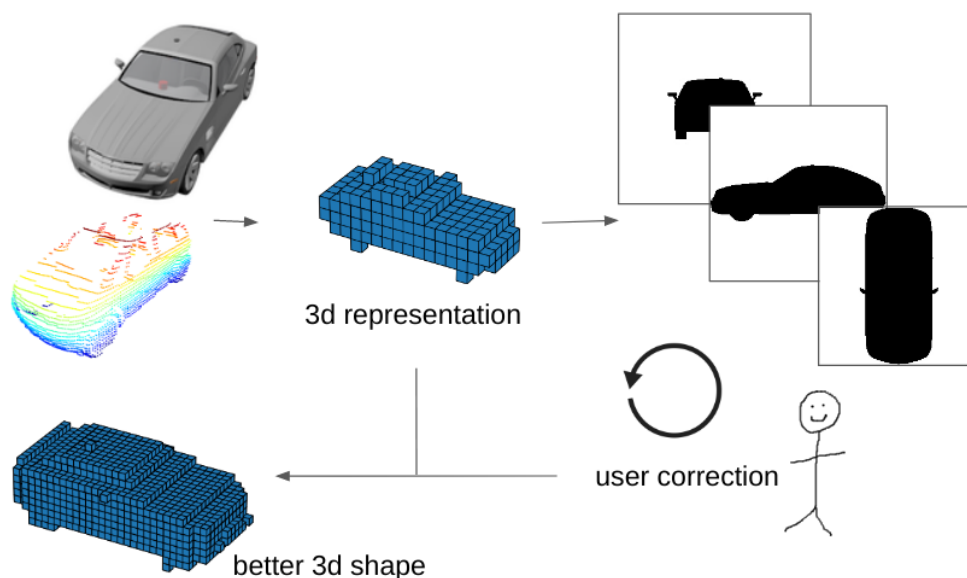 3d representation
user correction
better 3d shape